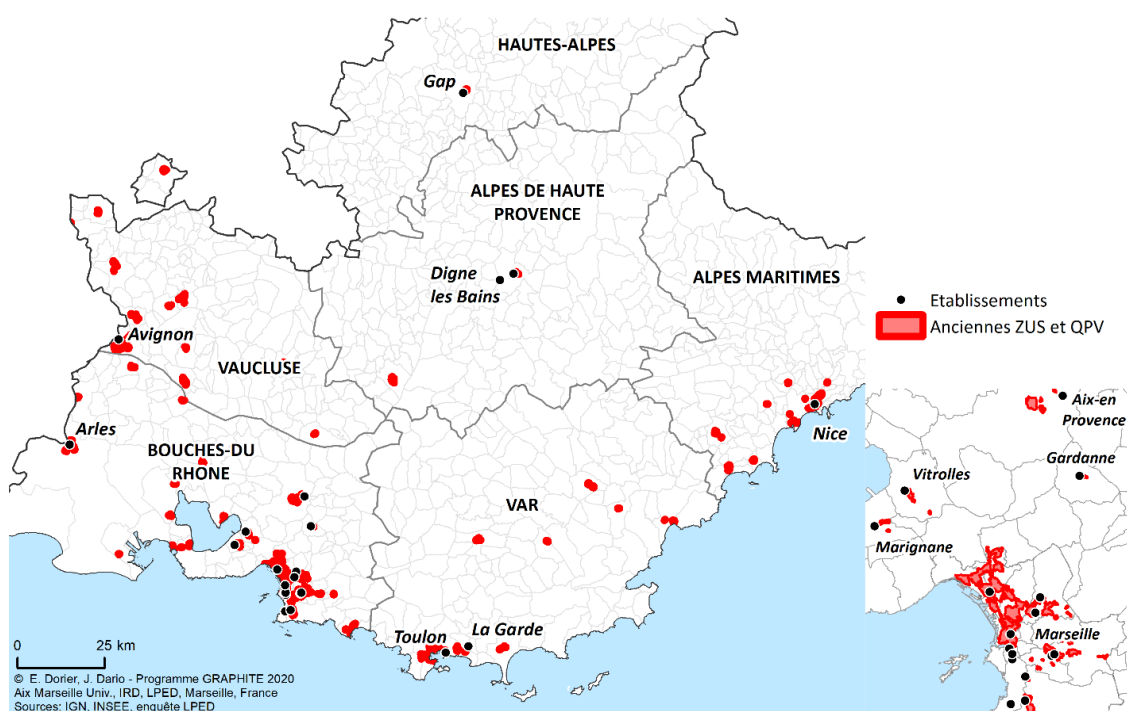 HAUTES-ALPES
Gap
ALPES DE HAUTE
PROVENCE
Digne
les Bains
ALPES MARITIMES
Etablissements
Anciennes ZUS et QPV
Avignon
VAUCLUSE
Arles
BOUCHES-DU
RHONE
Nice
VAR
Aix-en
Provence
Gardanne
Vitrolles
Marignane
Marseille
Toulon
La Garde
0 25 km
© E. Dorier, J. Dario - Programme GRAPHITE 2020
Aix Marseille Univ., IRD, LPED, Marseille, France
Sources: IGN, INSEE, enquête LPED